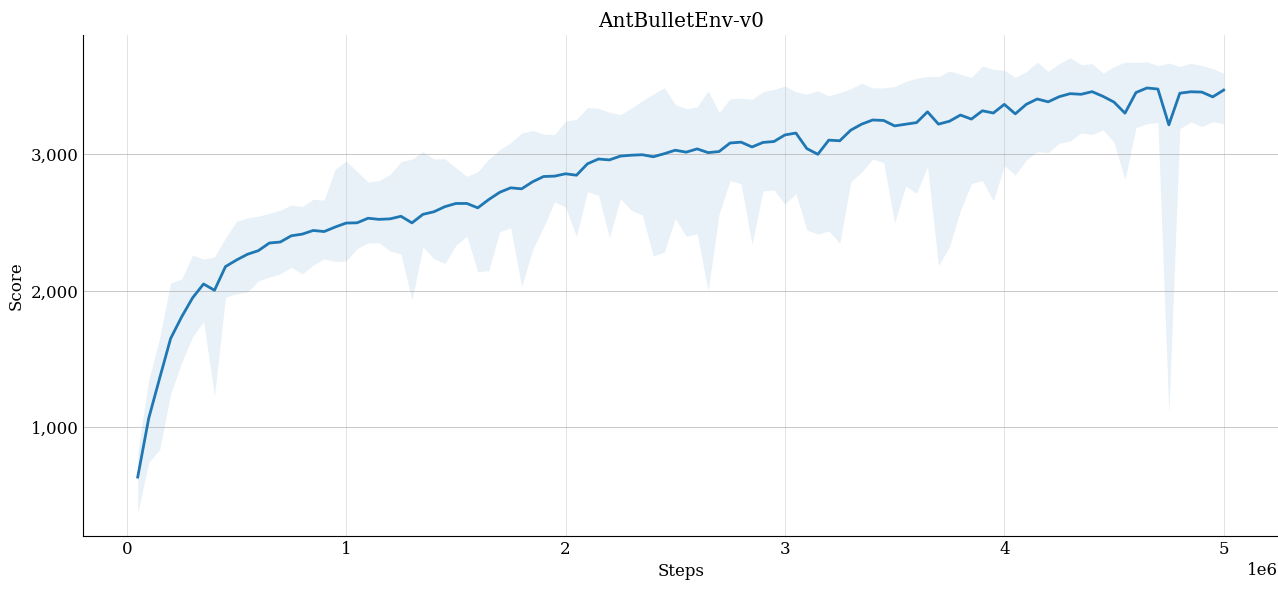 AntBulletEnv-v0
Score
3,000
2,000
1,000
0 1 2 3 4 5
1e6
Steps